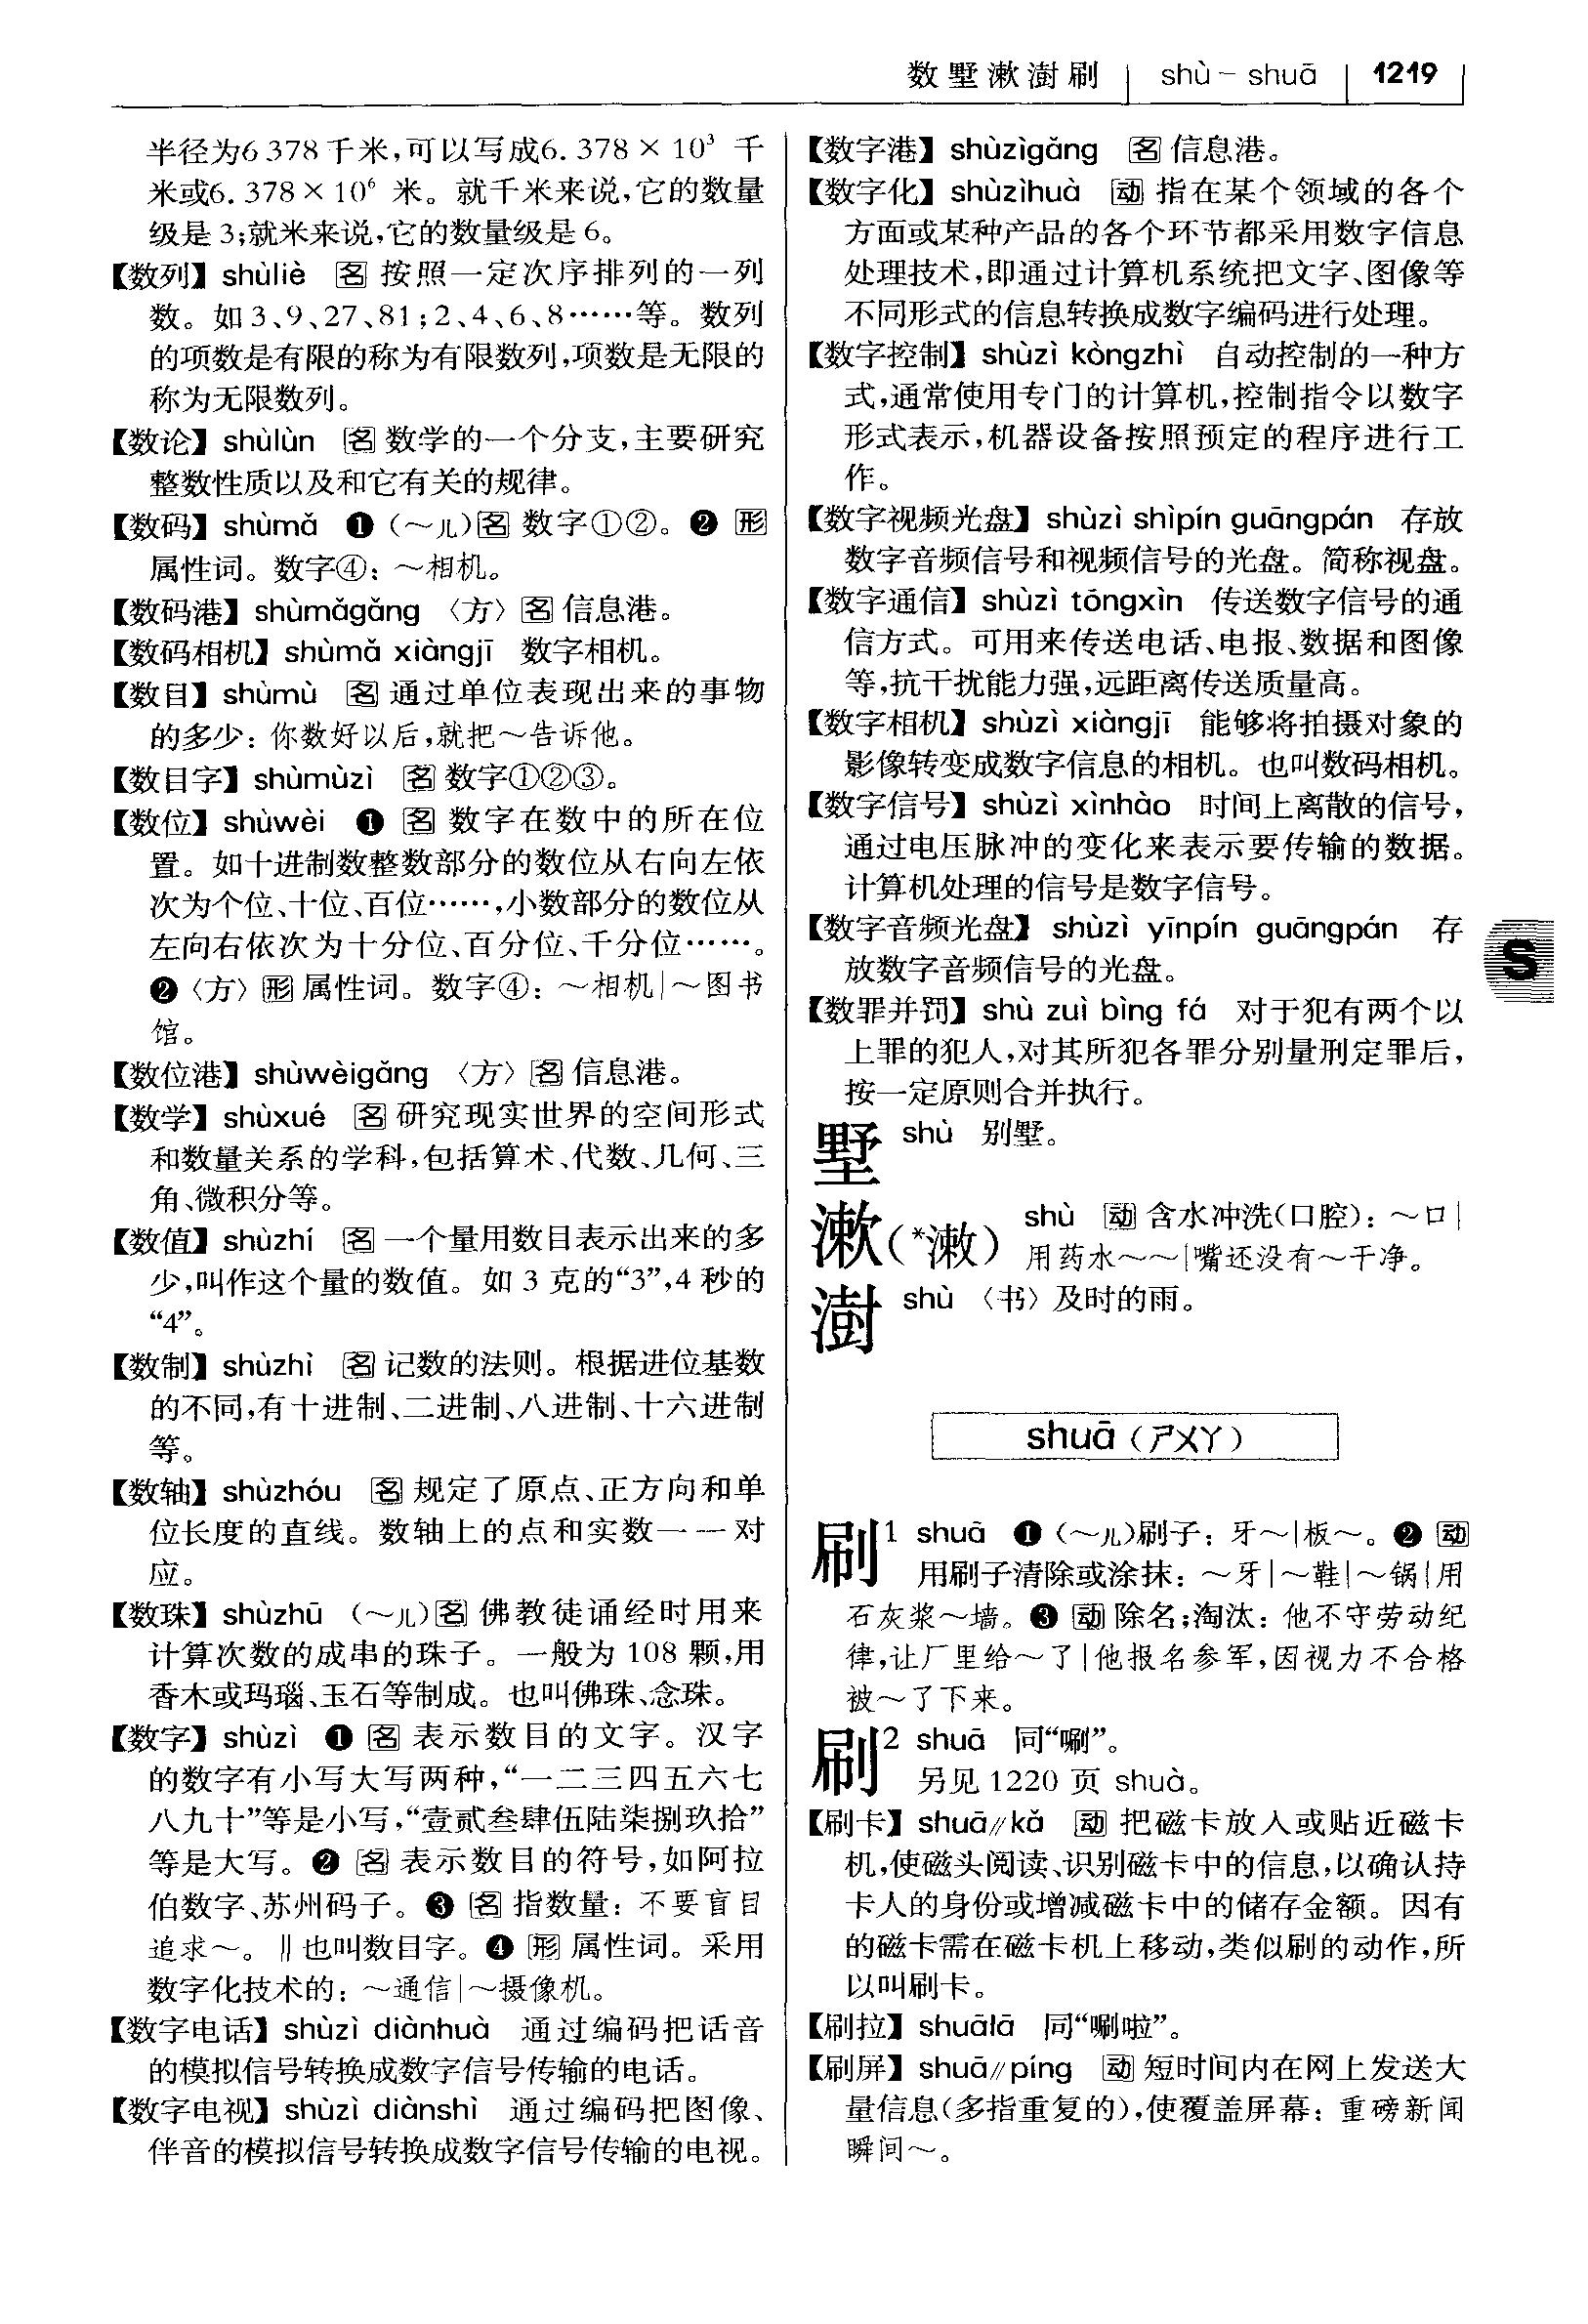 数墅漱澍刷 shù－shuā 1219
半径为6 378千米，可以写成6.378×10³ 千
米或6.378×10⁶ 米。就千米来说，它的数量
级是3；就米来说，它的数量级是6。
【数列】shùliè 名 按照一定次序排列的一列
数。如3、9、27、81；2、4、6、8……等。数列
的项数是有限的称为有限数列，项数是无限的
称为无限数列。
【数论】shùlùn 名 数学的一个分支，主要研究
整数性质以及和它有关的规律。
【数码】shùmǎ ❶（～儿）名 数字①②。❷ 形
属性词。数字④：～相机。
【数码港】shùmǎgǎng 〈方〉名 信息港。
【数码相机】shùmǎ xiàngjī 数字相机。
【数目】shùmù 名 通过单位表现出来的事物
的多少：你数好以后，就把～告诉他。
【数目字】shùmùzì 名 数字①②③。
【数位】shùwèi ❶ 名 数字在数中的所在位
置。如十进制数整数部分的数位从右向左依
次为个位、十位、百位……，小数部分的数位从
左向右依次为十分位、百分位、千分位……。
❷〈方〉形 属性词。数字④：～相机|～图书
馆。
【数位港】shùwèigǎng 〈方〉名 信息港。
【数学】shùxué 名 研究现实世界的空间形式
和数量关系的学科，包括算术、代数、几何、三
角、微积分等。
【数值】shùzhí 名 一个量用数目表示出来的多
少，叫作这个量的数值。如3克的“3”，4秒的
“4”。
【数制】shùzhì 名 记数的法则。根据进位基数
的不同，有十进制、二进制、八进制、十六进制
等。
【数轴】shùzhóu 名 规定了原点、正方向和单
位长度的直线。数轴上的点和实数一一对
应。
【数珠】shùzhū （～儿）名 佛教徒诵经时用来
计算次数的成串的珠子。一般为108颗，用
香木或玛瑙、玉石等制成。也叫佛珠、念珠。
【数字】shùzì ❶ 名 表示数目的文字。汉字
的数字有小写大写两种，“一二三四五六七
八九十”等是小写，“壹贰叁肆伍陆柒捌玖拾”
等是大写。❷ 名 表示数目的符号，如阿拉
伯数字、苏州码子。❸ 名 指数量：不要盲目
追求～。‖也叫数目字。❹ 形 属性词。采用
数字化技术的：～通信|～摄像机。
【数字电话】shùzì diànhuà 通过编码把话音
的模拟信号转换成数字信号传输的电话。
【数字电视】shùzì diànshì 通过编码把图像、
伴音的模拟信号转换成数字信号传输的电视。
【数字港】shùzìgǎng 名 信息港。
【数字化】shùzìhuà 动 指在某个领域的各个
方面或某种产品的各个环节都采用数字信息
处理技术，即通过计算机系统把文字、图像等
不同形式的信息转换成数字编码进行处理。
【数字控制】shùzì kòngzhì 自动控制的一种方
式，通常使用专门的计算机，控制指令以数字
形式表示，机器设备按照预定的程序进行工
作。
【数字视频光盘】shùzì shìpín guāngpán 存放
数字音频信号和视频信号的光盘。简称视盘。
【数字通信】shùzì tōngxìn 传送数字信号的通
信方式。可用来传送电话、电报、数据和图像
等，抗干扰能力强，远距离传送质量高。
【数字相机】shùzì xiàngjī 能够将拍摄对象的
影像转变成数字信息的相机。也叫数码相机。
【数字信号】shùzì xìnhào 时间上离散的信号，
通过电压脉冲的变化来表示要传输的数据。
计算机处理的信号是数字信号。
【数字音频光盘】shùzì yīnpín guāngpán 存
放数字音频信号的光盘。
【数罪并罚】shù zuì bìng fá 对于犯有两个以
上罪的犯人，对其所犯各罪分别量刑定罪后，
按一定原则合并执行。
墅 shù 别墅。
漱（*潄） shù 动 含水冲洗（口腔）：～口|
用药水～～|嘴还没有～干净。
澍 shù 〈书〉及时的雨。
shuā（ㄕㄨㄚ）
刷¹ shuā ❶（～儿）刷子：牙～|板～。❷ 动
用刷子清除或涂抹：～牙|～鞋|～锅|用
石灰浆～墙。❸ 动 除名；淘汰：他不守劳动纪
律，让厂里给～了|他报名参军，因视力不合格
被～了下来。
刷² shuā 同“唰”。
另见1220页 shuà。
【刷卡】shuā∥kǎ 动 把磁卡放入或贴近磁卡
机，使磁头阅读、识别磁卡中的信息，以确认持
卡人的身份或增减磁卡中的储存金额。因有
的磁卡需在磁卡机上移动，类似刷的动作，所
以叫刷卡。
【刷拉】shuālā 同“唰啦”。
【刷屏】shuā∥píng 动 短时间内在网上发送大
量信息（多指重复的），使覆盖屏幕：重磅新闻
瞬间～。
S